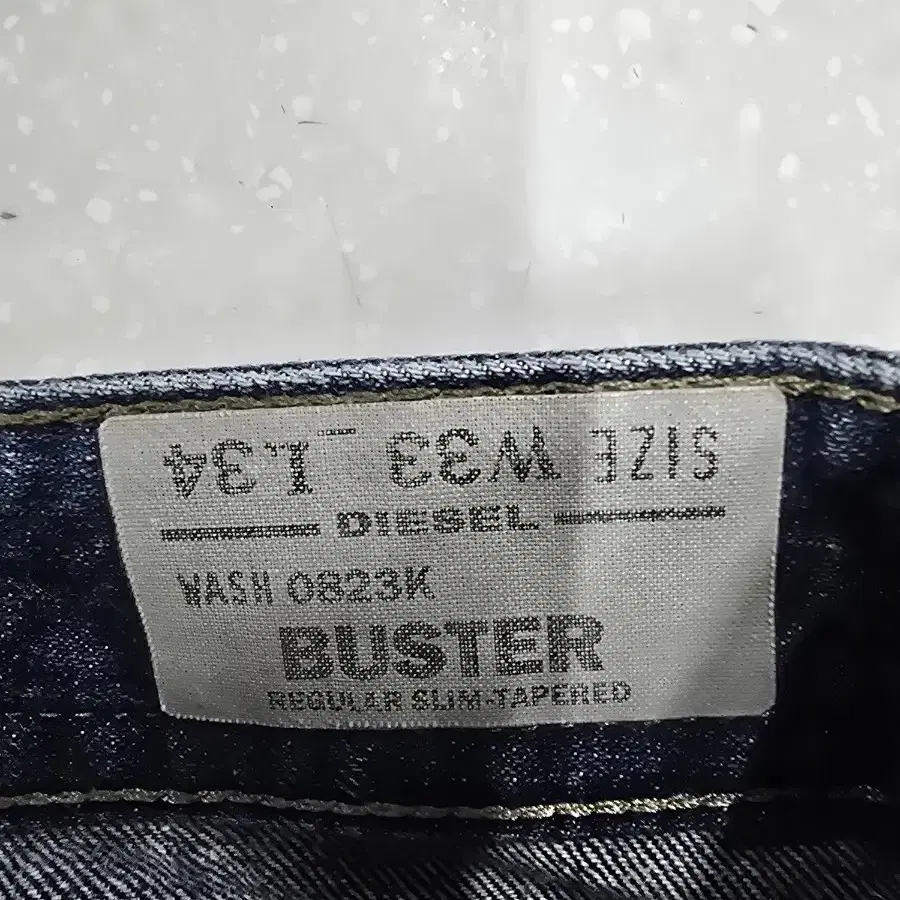 SIZE W33 L34
DIESEL
WASH 0823K
BUSTER
REGULAR SLIM-TAPERED